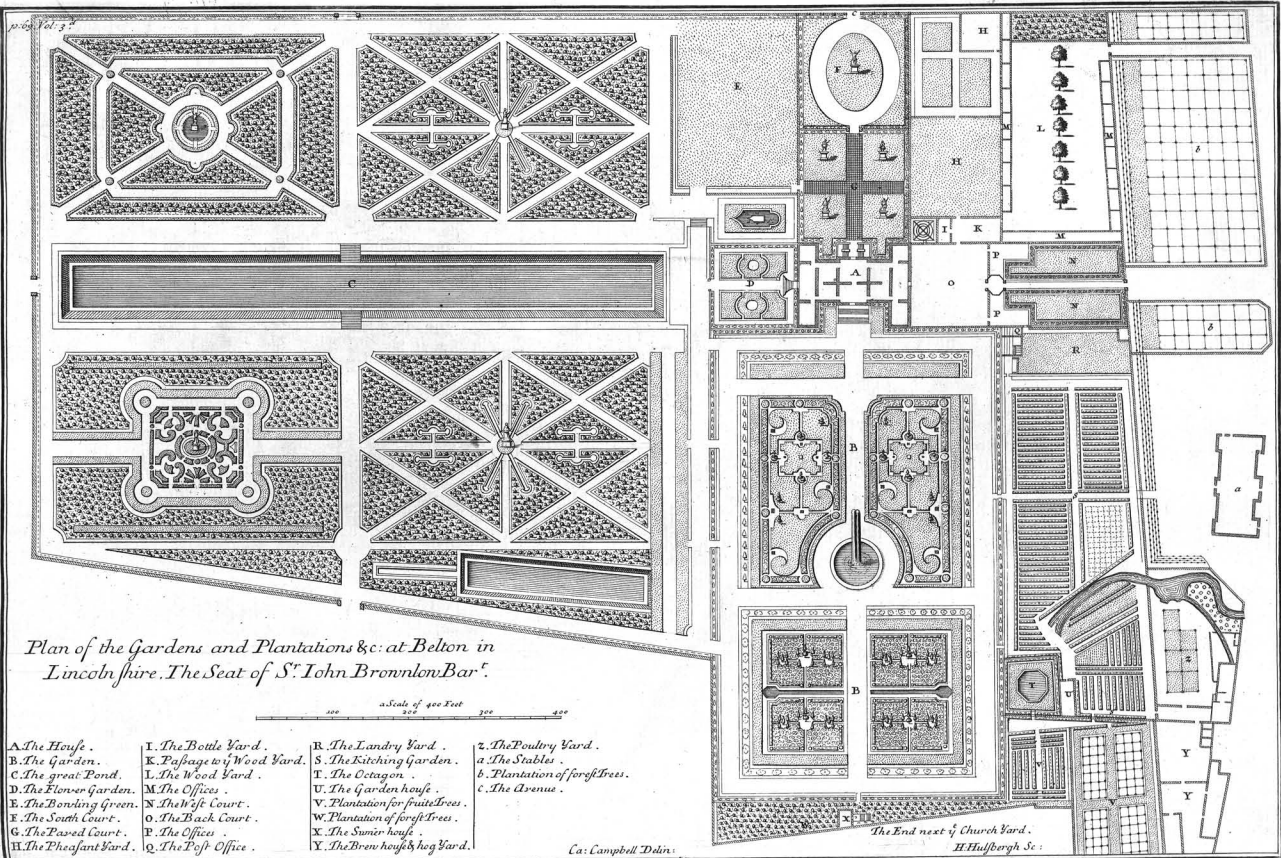 p: 69. Vol: 3.d
Plan of the Gardens and Plantations &c: at Belton in
Lincolnshire. The Seat of Sr. Iohn Brownlow Bart.
a Scale of 400 Feet
100 200 300 400
A. The House.
B. The Garden.
C. The great Pond.
D. The Flower Garden.
E. The Bowling Green.
F. The South Court.
G. The Paved Court.
H. The Pheasant Yard.
I. The Bottle Yard.
K. Passage to ye Wood Yard.
L. The Wood Yard.
M. The Offices.
N. The West Court.
O. The Back Court.
P. The Offices.
Q. The Post Office.
R. The Landry Yard.
S. The Kitching Garden.
T. The Octagon.
U. The Garden house.
V. Plantation for fruite Trees.
W. Plantation of forest Trees.
X. The Sumer house.
Y. The Brew house & hog Yard.
Z. The Poultry Yard.
a The Stables.
b. Plantation of forest Trees.
c. The Avenue.
Ca: Campbell Delin:
The End next ye Church Yard.
H. Hulsbergh Sc:
c
E
F
H
H
L
M
M
b
G
I
K
M
D
A
C
O
P
N
N
P
b
Q
R
B
S
a
B
T
U
Z
V
V
Y
Y
W
X